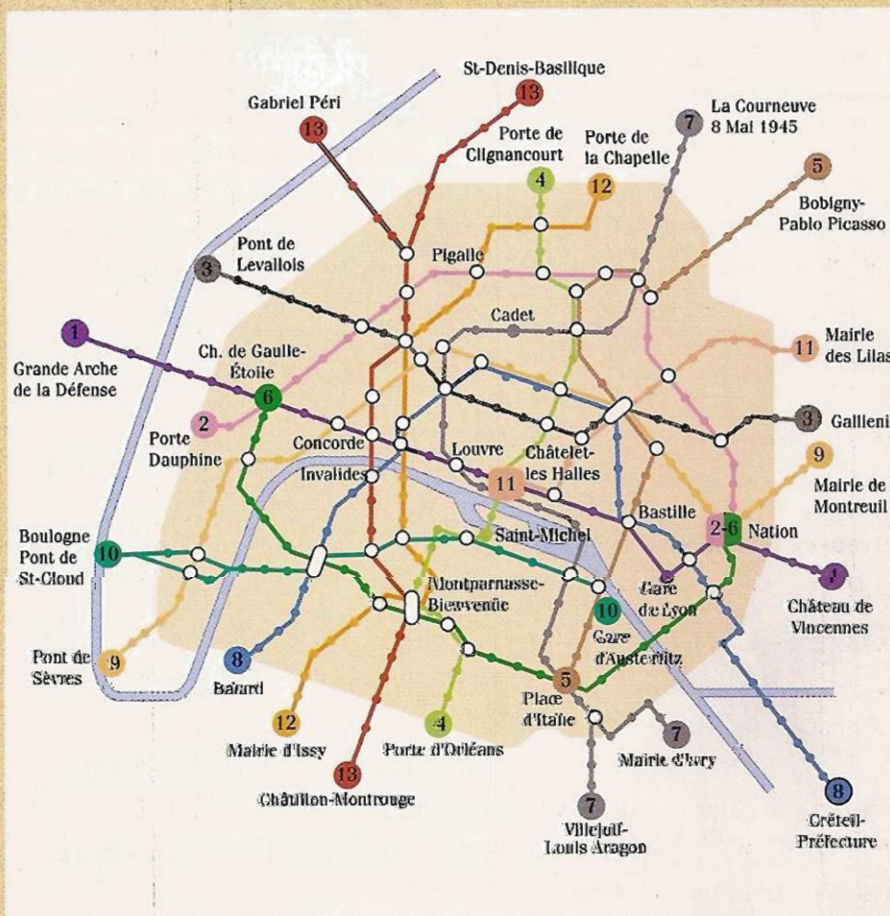 St-Denis-Basilique
13
Gabriel Péri
13
La Courneuve
8 Mai 1945
7
Porte de
Clignancourt
4
Porte de
la Chapelle
12
5
Bobigny-
Pablo Picasso
Pont de
Levallois
3
Pigalle
Cadet
1
Grande Arche
de la Défense
Ch. de Gaulle-
Étoile
6
11
Mairie
des Lilas
2
Porte
Dauphine
3
Gallieni
Concorde
Invalides
Louvre
Châtelet-
les Halles
11
9
Mairie de
Montreuil
Bastille
2-6
Nation
Boulogne
Pont de
St-Cloud
10
Saint-Michel
Montparnasse-
Bienvenüe
Gare
de Lyon
1
Château de
Vincennes
10
Gare
d'Austerlitz
Pont de
Sèvres
9
8
Balard
5
Place
d'Italie
12
Mairie d'Issy
4
Porte d'Orléans
7
Mairie d'Ivry
13
Châtillon-Montrouge
7
Villejuif-
Louis Aragon
8
Créteil-
Préfecture